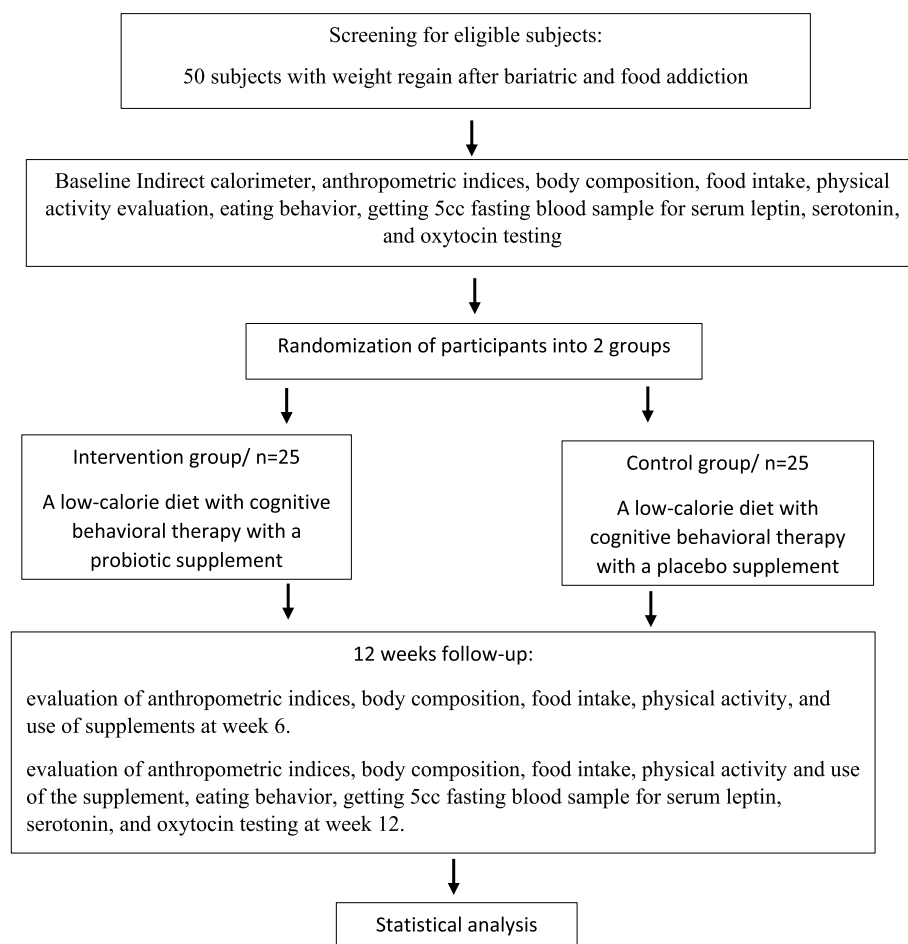 Screening for eligible subjects:
50 subjects with weight regain after bariatric and food addiction
Baseline Indirect calorimeter, anthropometric indices, body composition, food intake, physical
activity evaluation, eating behavior, getting 5cc fasting blood sample for serum leptin, serotonin,
and oxytocin testing
Randomization of participants into 2 groups
Intervention group/ n=25
A low-calorie diet with cognitive
behavioral therapy with a
probiotic supplement
Control group/ n=25
A low-calorie diet with
cognitive behavioral therapy
with a placebo supplement
12 weeks follow-up:
evaluation of anthropometric indices, body composition, food intake, physical activity, and
use of supplements at week 6.
evaluation of anthropometric indices, body composition, food intake, physical activity and use
of the supplement, eating behavior, getting 5cc fasting blood sample for serum leptin,
serotonin, and oxytocin testing at week 12.
Statistical analysis